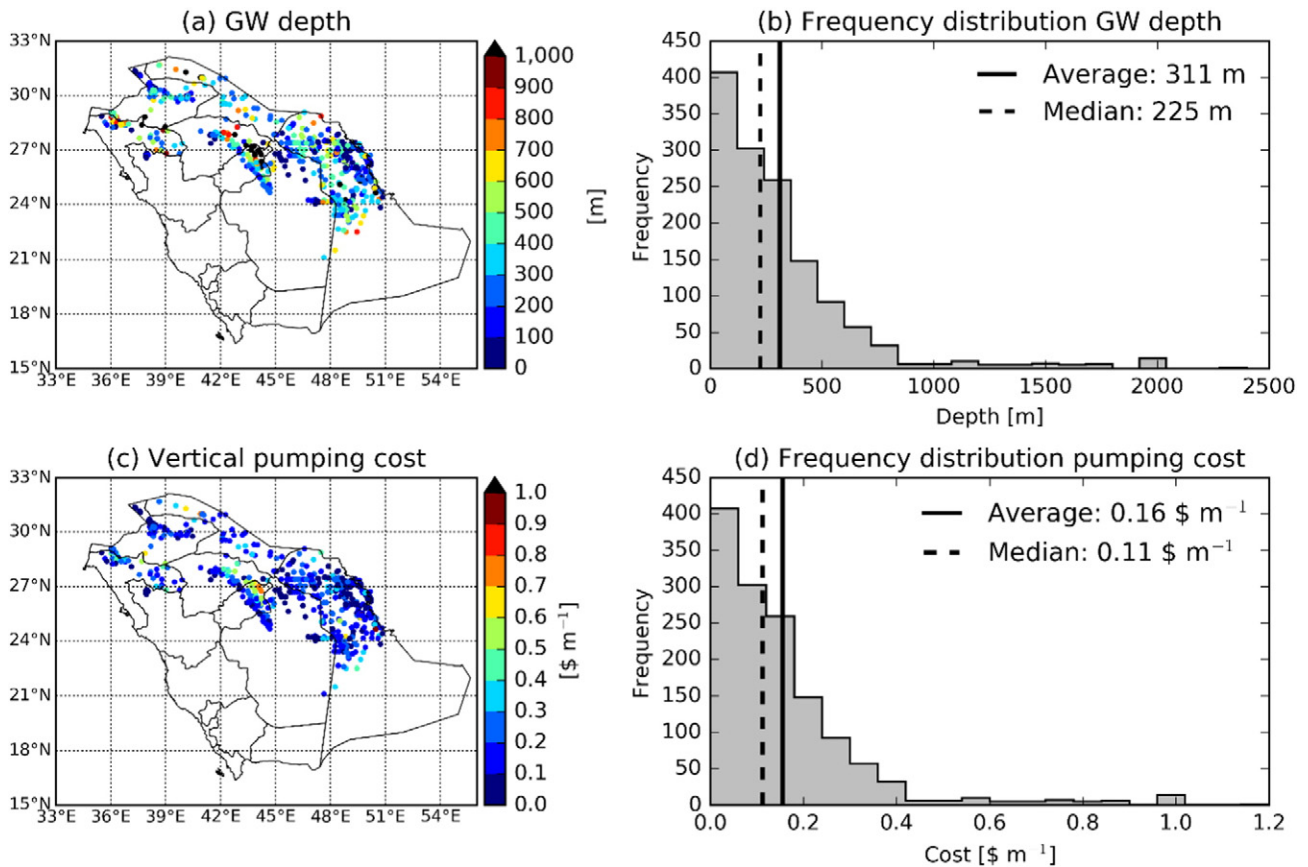 (a) GW depth
33°N
30°N
27°N
24°N
21°N
18°N
15°N
33°E 36°E 39°E 42°E 45°E 48°E 51°E 54°E
1,000
900
800
700
600
500
400
300
200
100
0
[m]
(b) Frequency distribution GW depth
Average: 311 m
Median: 225 m
Frequency
450
400
350
300
250
200
150
100
50
0
0 500 1000 1500 2000 2500
Depth [m]
(c) Vertical pumping cost
33°N
30°N
27°N
24°N
21°N
18°N
15°N
33°E 36°E 39°E 42°E 45°E 48°E 51°E 54°E
1.0
0.9
0.8
0.7
0.6
0.5
0.4
0.3
0.2
0.1
0.0
[$ m⁻¹]
(d) Frequency distribution pumping cost
Average: 0.16 $ m⁻¹
Median: 0.11 $ m⁻¹
Frequency
450
400
350
300
250
200
150
100
50
0
0.0 0.2 0.4 0.6 0.8 1.0 1.2
Cost [$ m⁻¹]